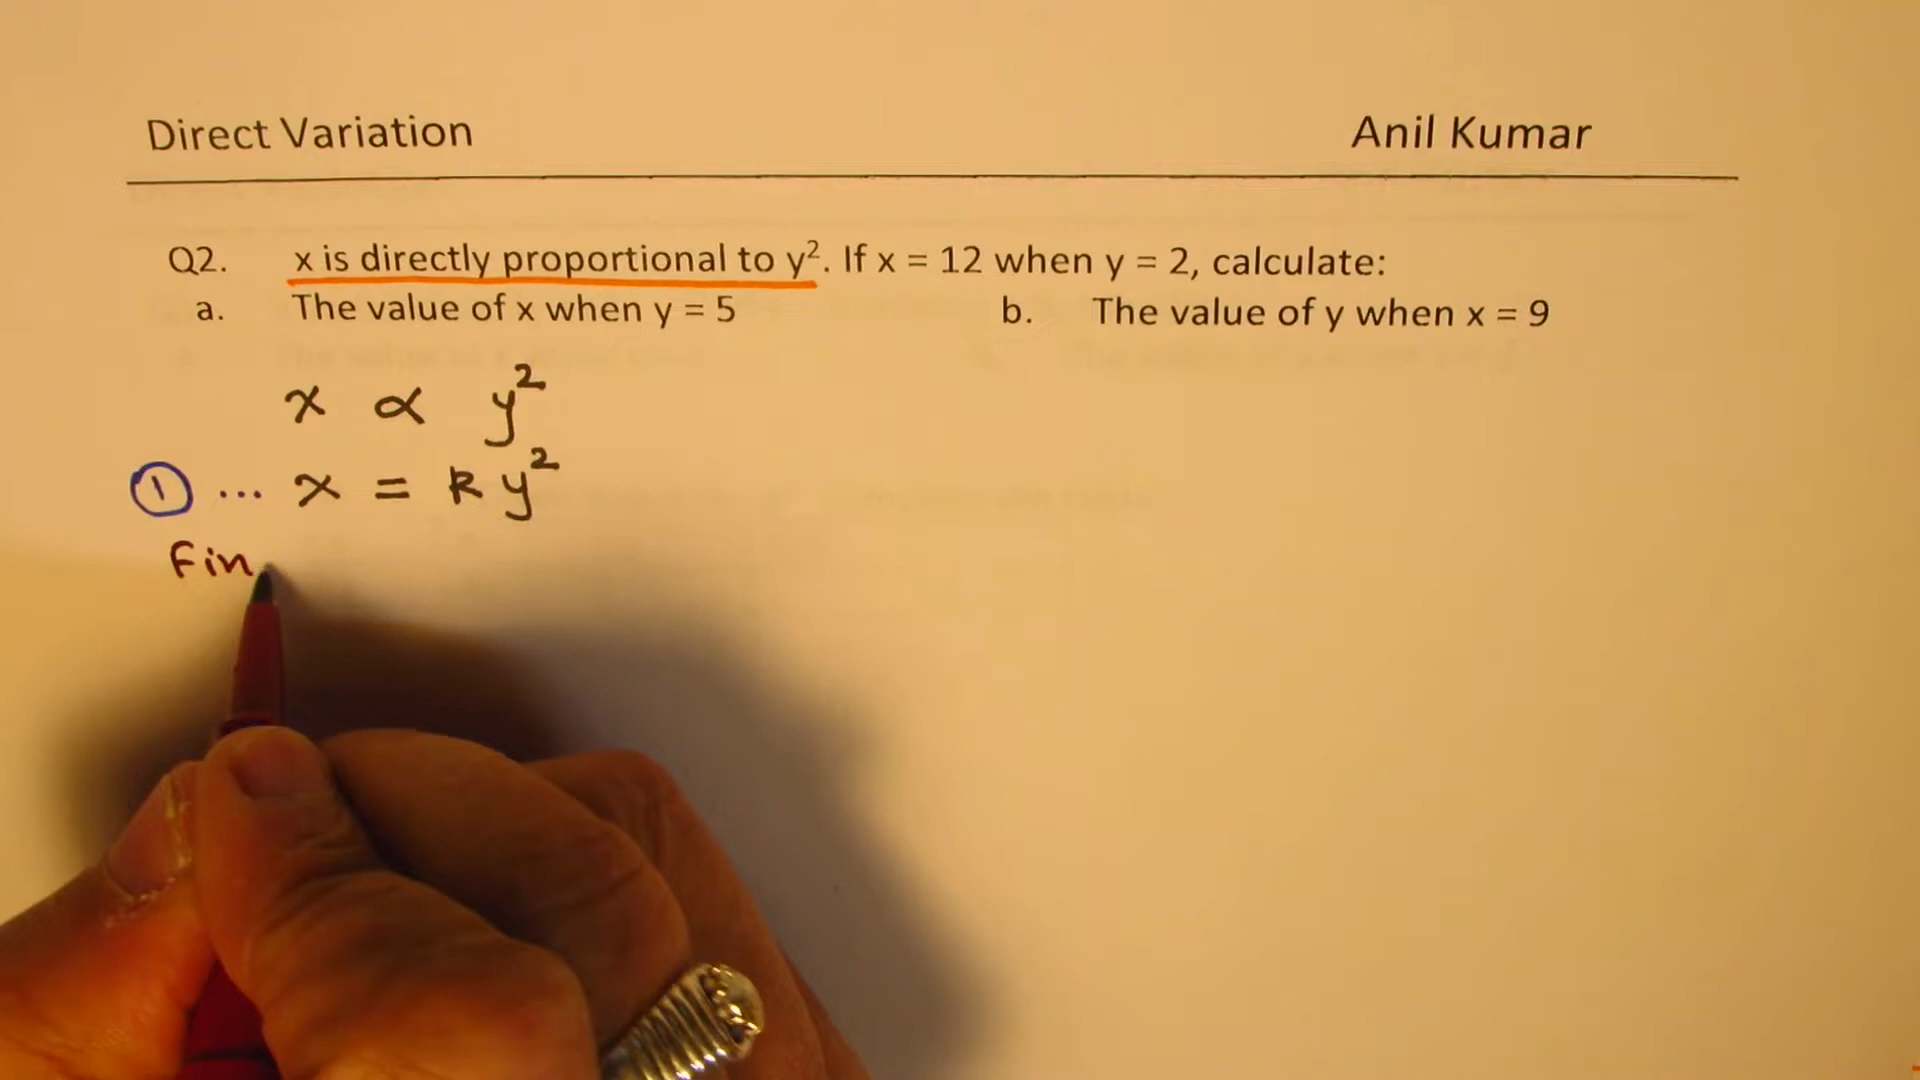 Direct Variation Anil Kumar
Q2. x is directly proportional to y². If x = 12 when y = 2, calculate:
a. The value of x when y = 5 b. The value of y when x = 9
x ∝ y²
① ... x = k y²
Fin